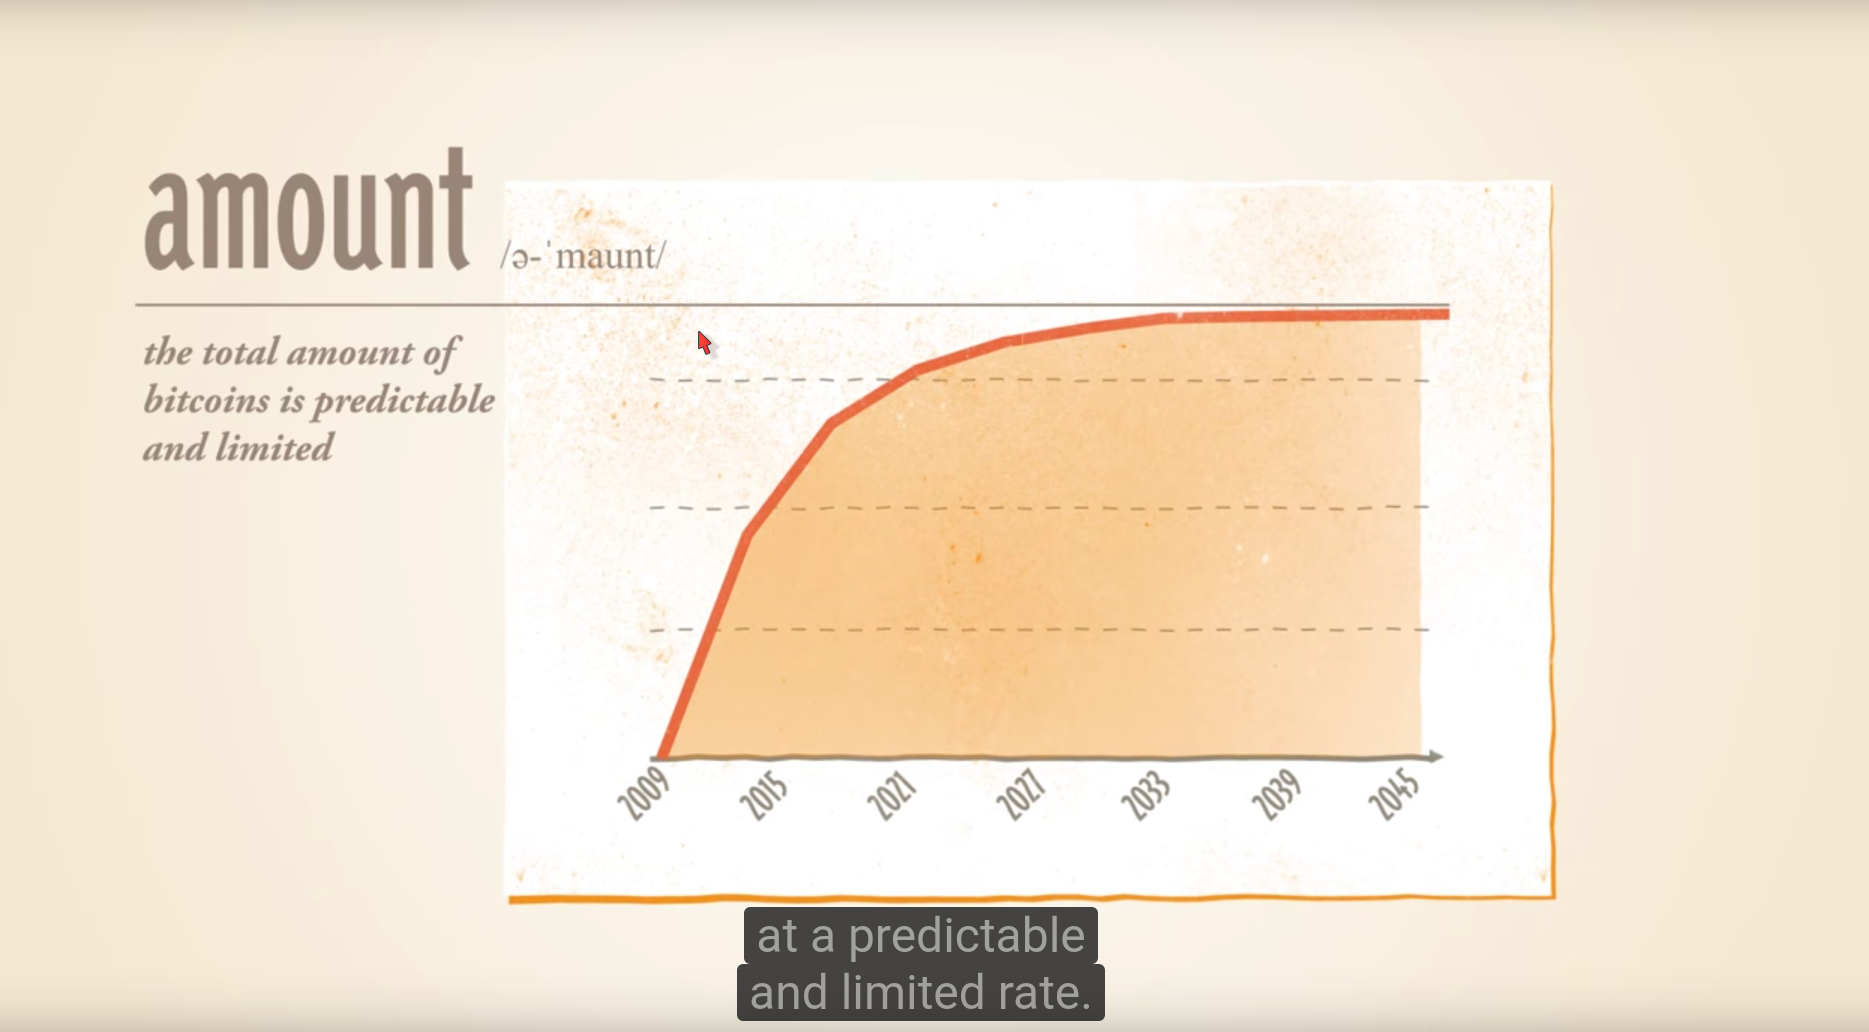 amount /ə-ˈmaunt/
the total amount of
bitcoins is predictable
and limited
2009 2015 2021 2027 2033 2039 2045
at a predictable
and limited rate.